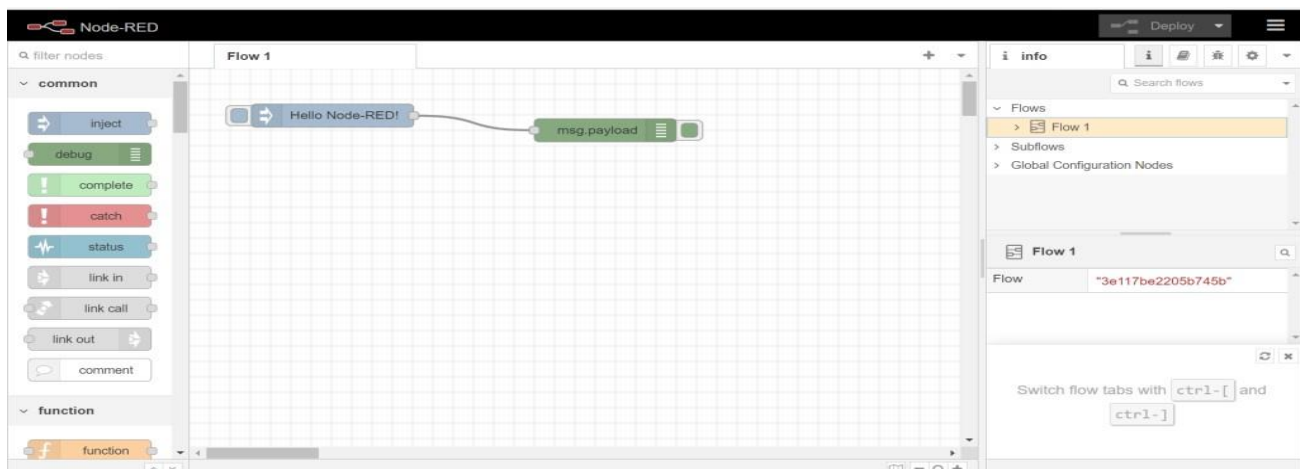 Node-RED
Deploy
filter nodes
common
inject
debug
complete
catch
status
link in
link call
link out
comment
function
function
Flow 1
Hello Node-RED!
msg.payload
i info
i
Search flows
Flows
Flow 1
Subflows
Global Configuration Nodes
Flow 1
Flow "3e117be2205b745b"
Switch flow tabs with ctrl-[ and
ctrl-]